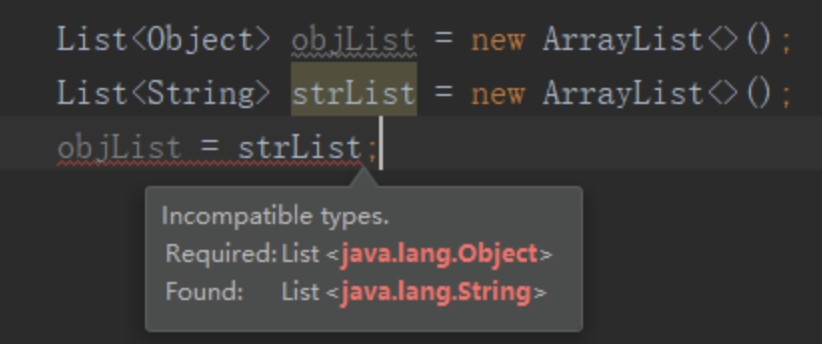 List<Object> objList = new ArrayList<>();
List<String> strList = new ArrayList<>();
objList = strList;
Incompatible types.
Required: List <java.lang.Object>
Found: List <java.lang.String>